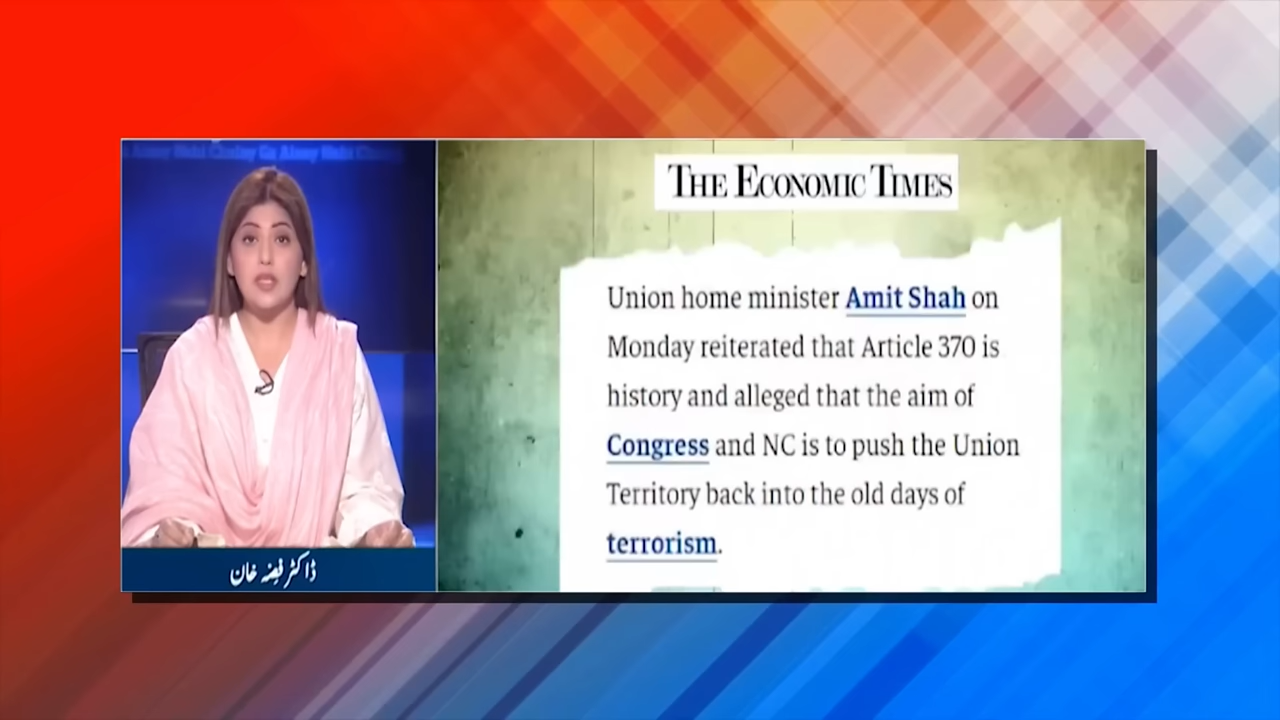 THE ECONOMIC TIMES
Union home minister Amit Shah on
Monday reiterated that Article 370 is
history and alleged that the aim of
Congress and NC is to push the Union
Territory back into the old days of
terrorism.
ڈاکٹر فِضہ خان